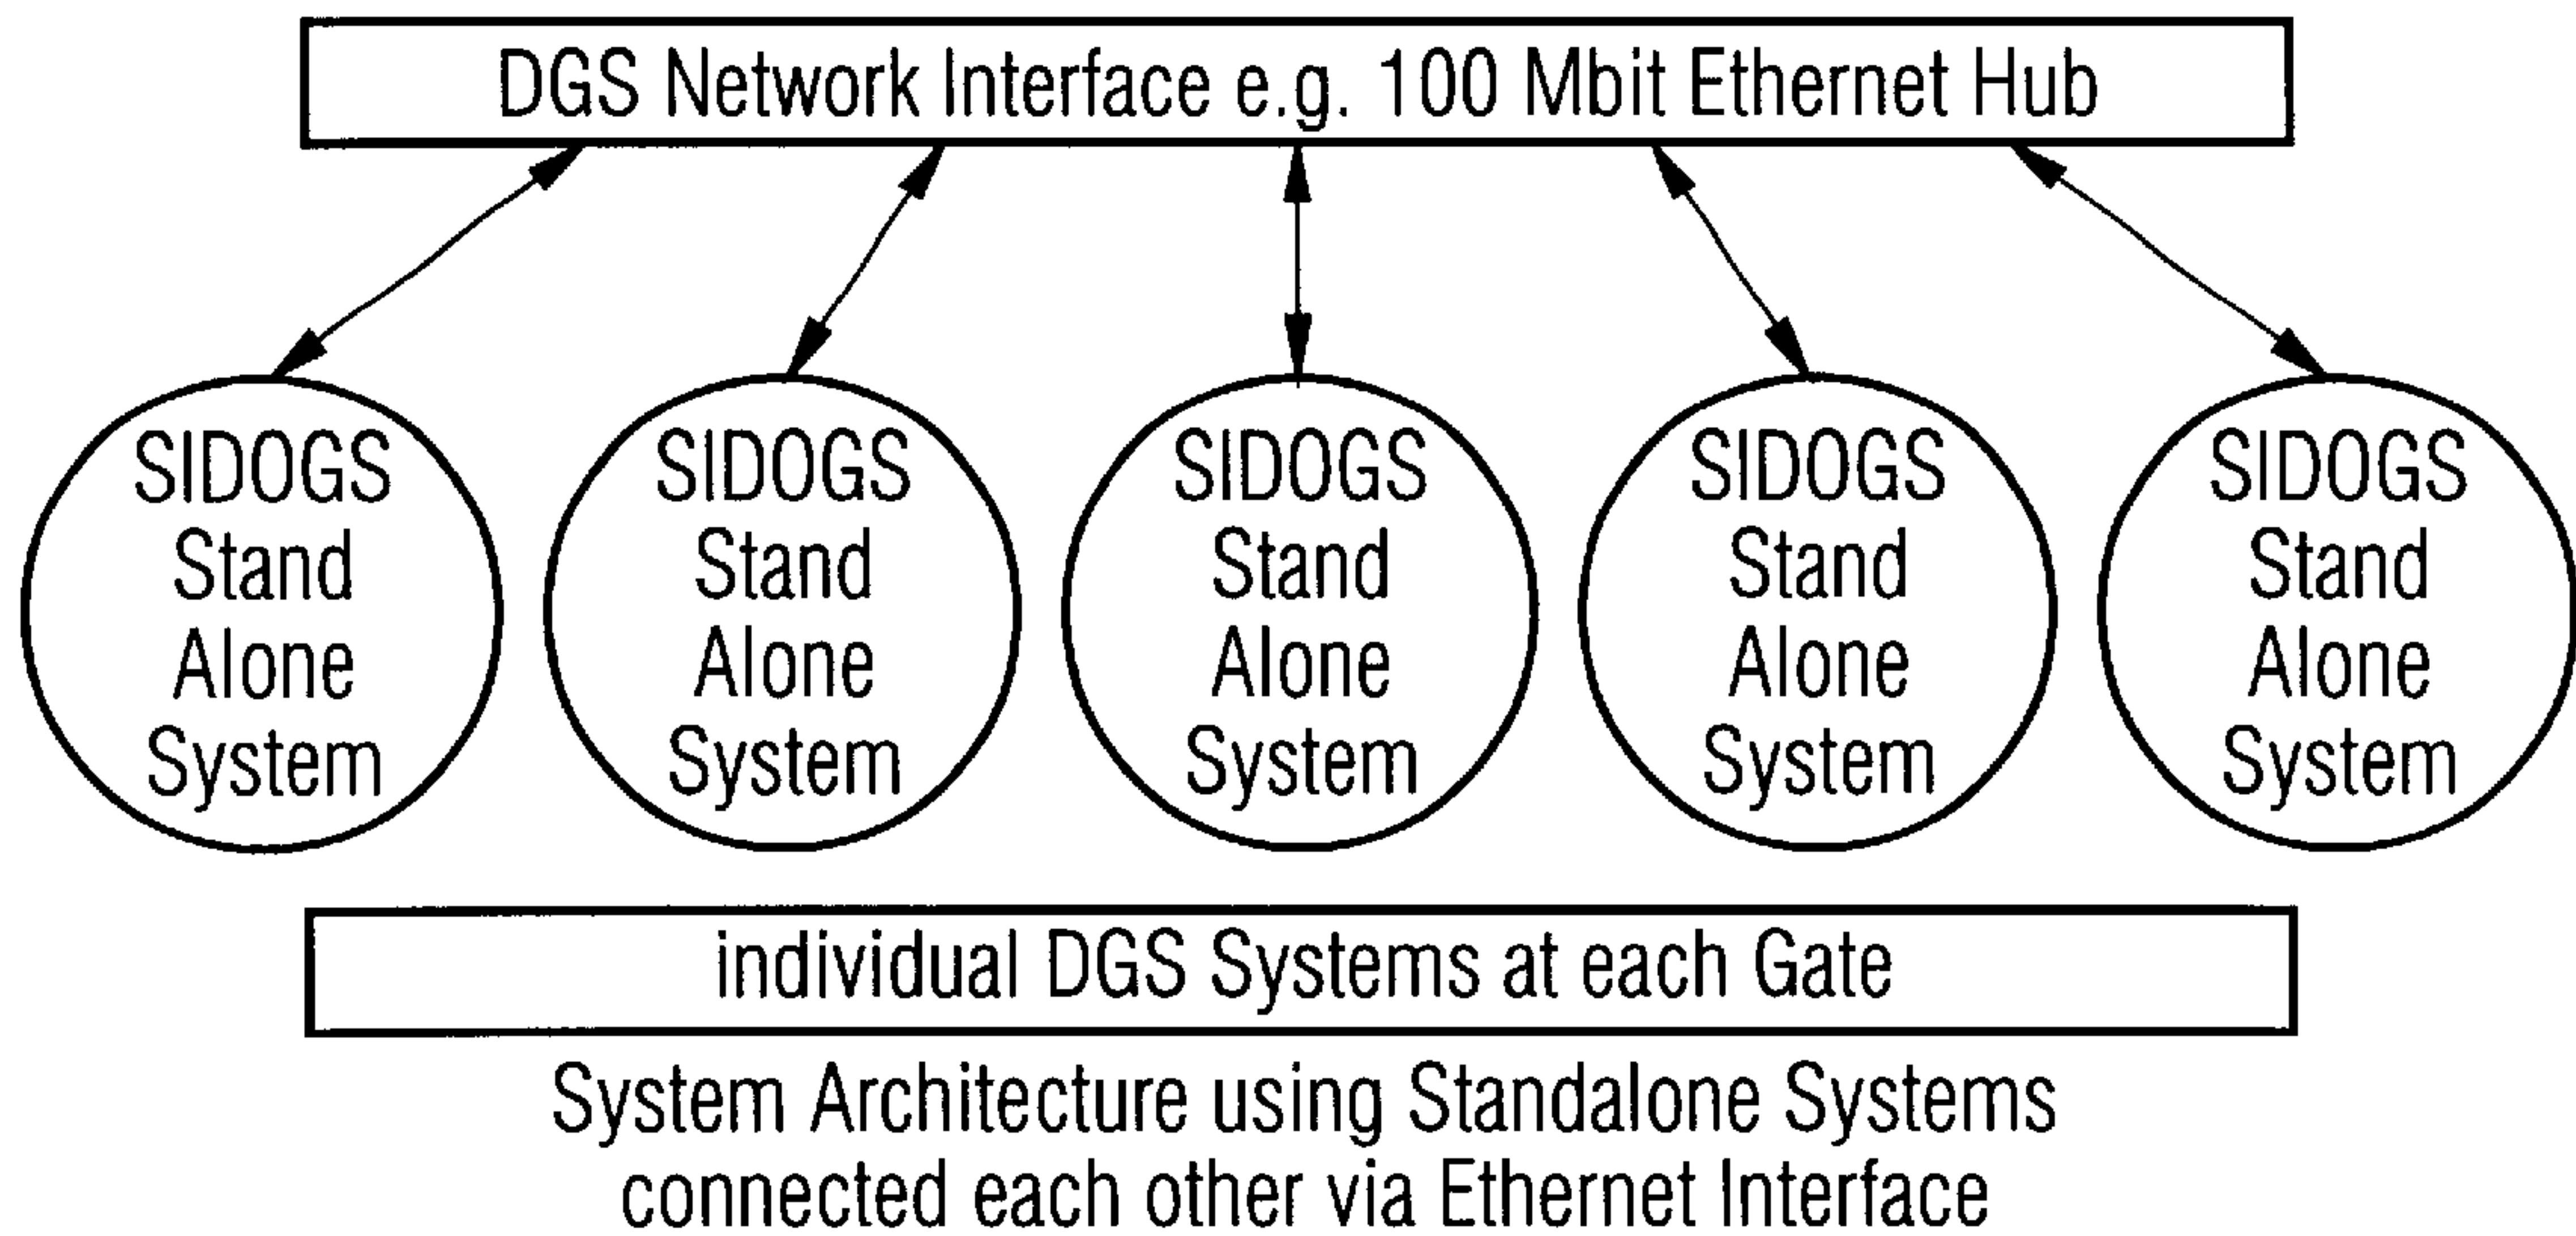 DGS Network Interface e.g. 100 Mbit Ethernet Hub
SIDOGS
Stand
Alone
System
SIDOGS
Stand
Alone
System
SIDOGS
Stand
Alone
System
SIDOGS
Stand
Alone
System
SIDOGS
Stand
Alone
System
individual DGS Systems at each Gate
System Architecture using Standalone Systems
connected each other via Ethernet Interface